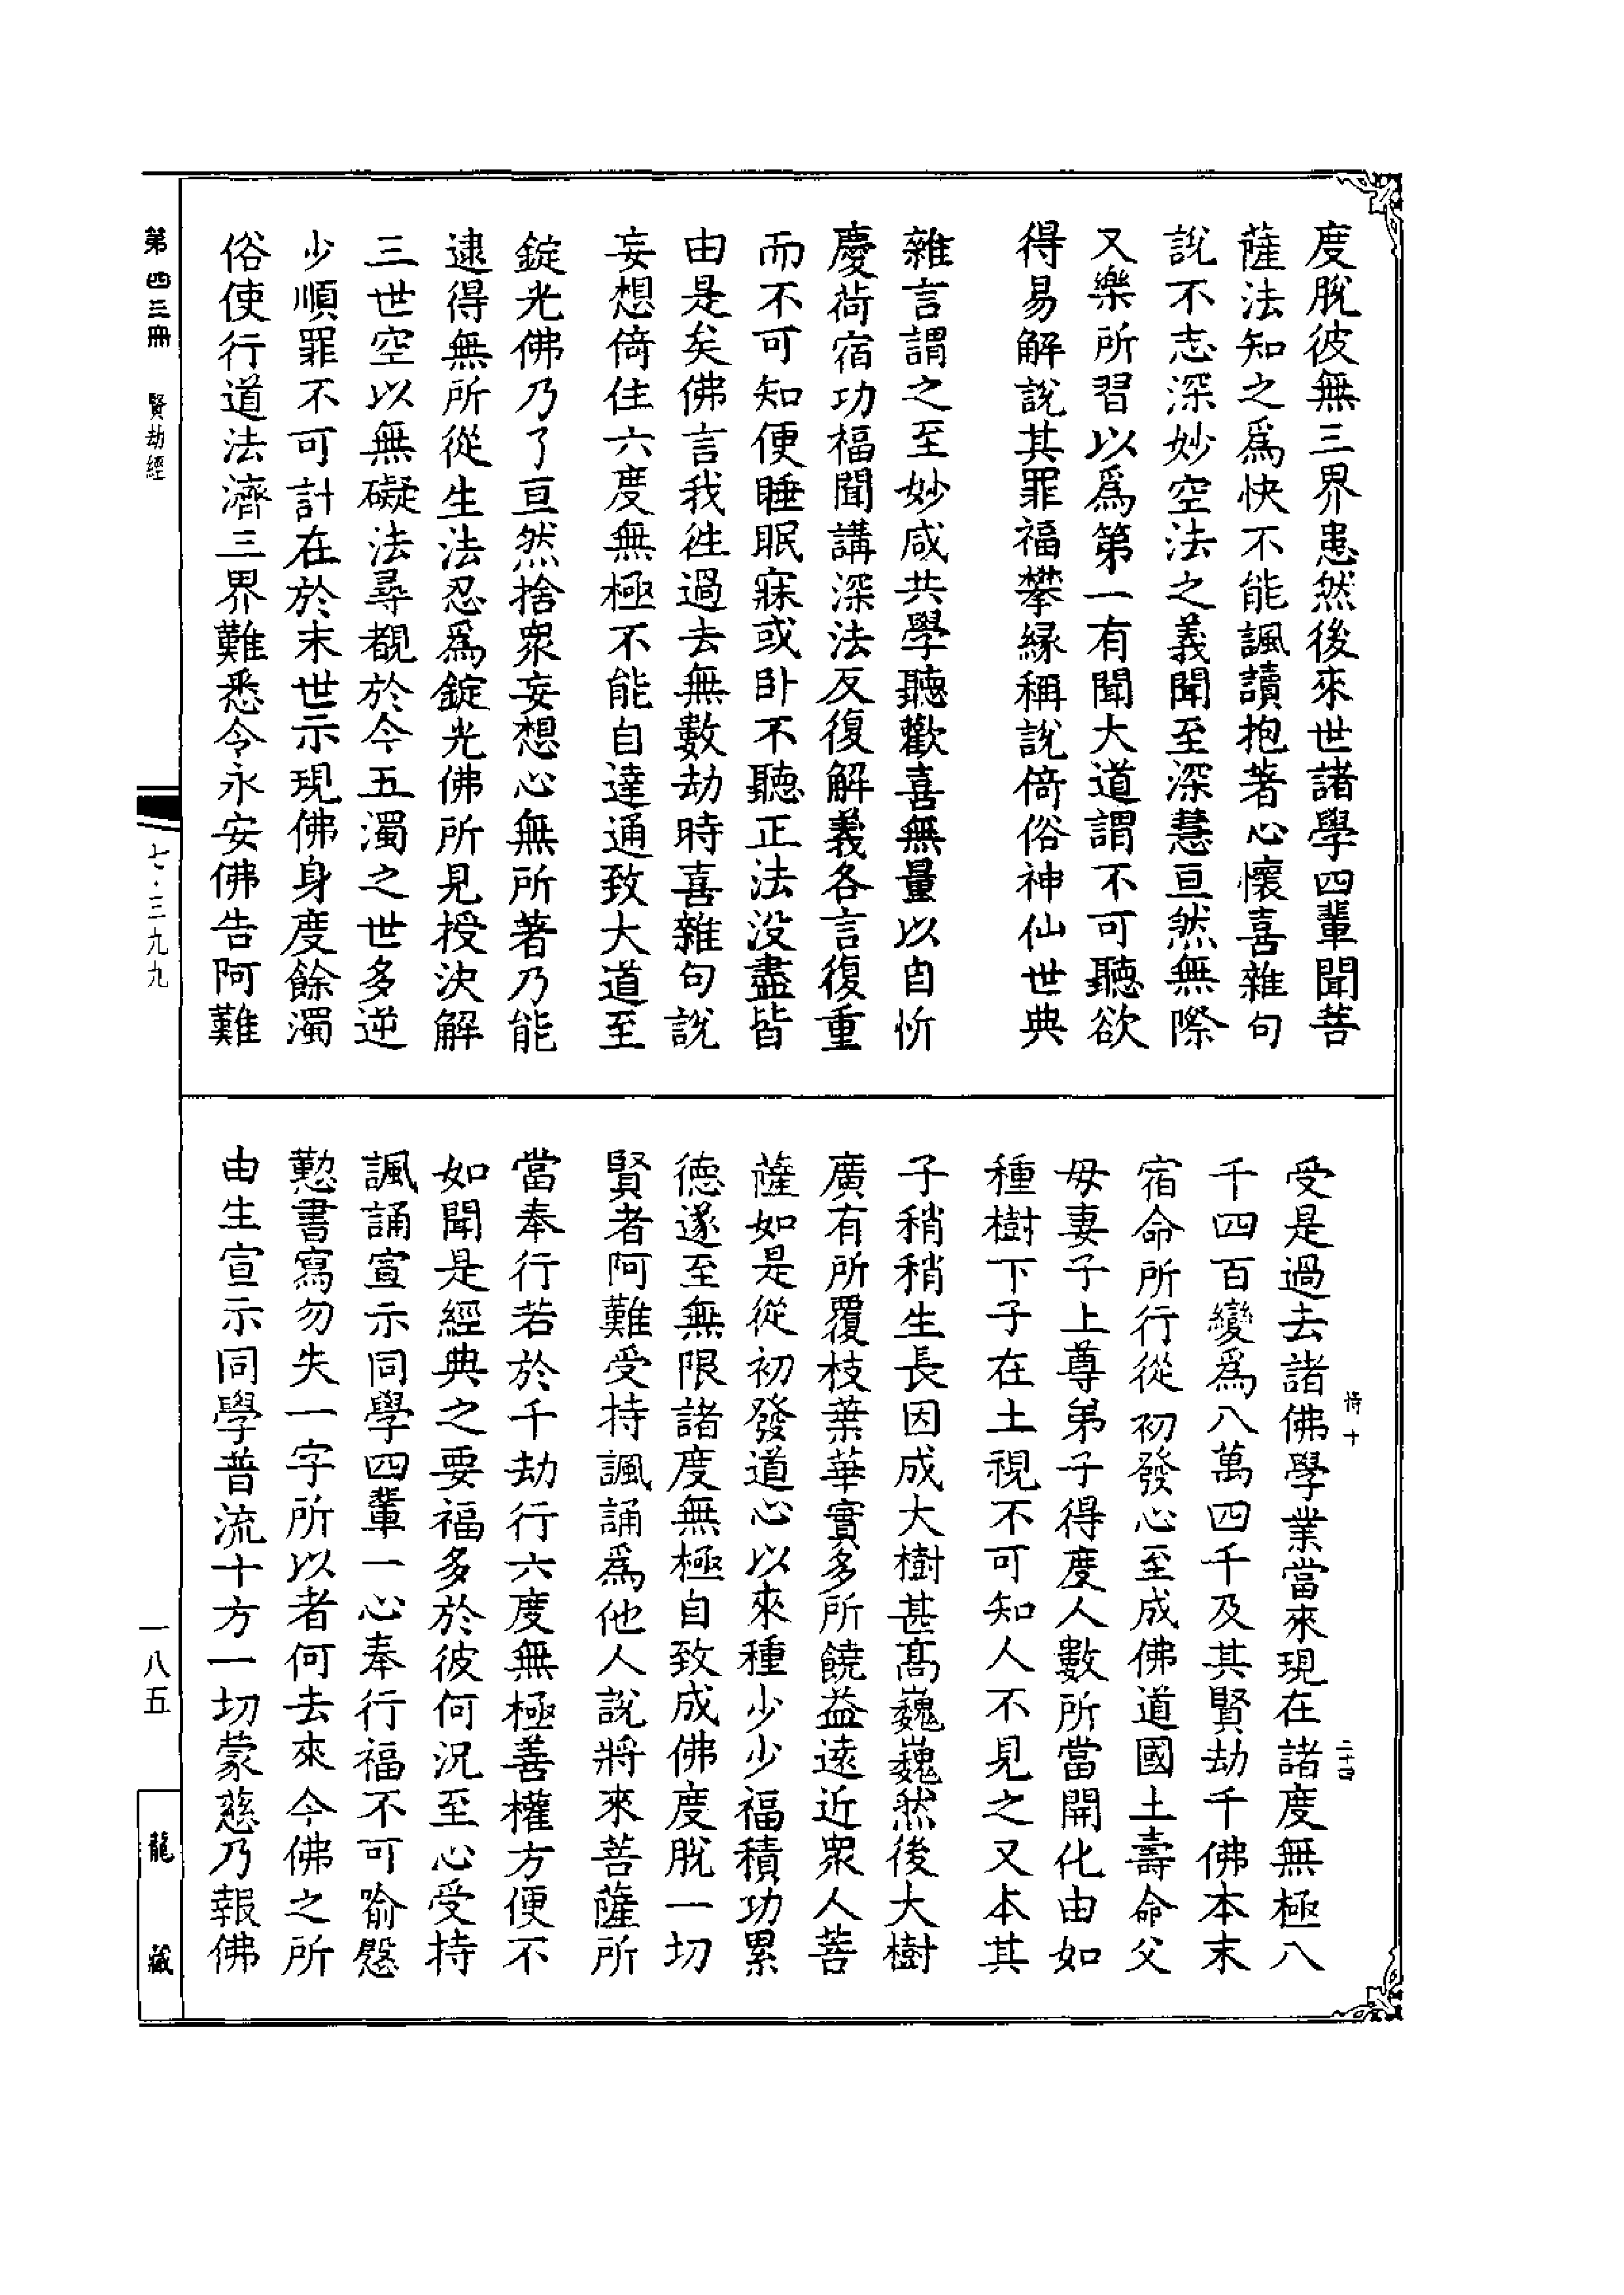 度脫彼無三界患然後來世諸學四輩聞菩
薩法知之爲快不能諷讀抱著心懷喜雜句
說不志深妙空法之義聞至深慧亘然無際
又樂所習以爲第一有聞大道謂不可聽欲
得易解說其罪福攀縁稱說倚俗神仙世典
雜言謂之至妙咸共學聽歡喜無量以自忻
慶荷宿功福聞講深法反復解義各言復重
而不可知便睡眠寐或卧不聽正法没盡皆
由是矣佛言我徃過去無數劫時喜雜句說
妄想倚住六度無極不能自達通致大道至
錠光佛乃了亘然捨衆妄想心無所著乃能
逮得無所從生法忍爲錠光佛所見授決解
三世空以無礙法尋覩於今五濁之世多逆
少順罪不可計在於末世示現佛身度餘濁
俗使行道法濟三界難悉令永安佛告阿難
受是過去諸佛學業當來現在諸度無極八
千四百變爲八萬四千及其賢劫千佛本末
宿命所行從初發心至成佛道國土壽命父
母妻子上尊弟子得度人數所當開化由如
種樹下子在土視不可知人不見之又本其
子稍稍生長因成大樹甚髙巍巍然後大樹
廣有所覆枝葉華實多所饒益遠近衆人菩
薩如是從初發道心以來種少少福積功累
德遂至無限諸度無極自致成佛度脫一切
賢者阿難受持諷誦爲他人說將來菩薩所
當奉行若於千劫行六度無極善權方便不
如聞是經典之要福多於彼何況至心受持
諷誦宣示同學四輩一心奉行福不可喻慇
懃書寫勿失一字所以者何去來今佛之所
由生宣示同學普流十方一切蒙慈乃報佛
十
二十四
第四三冊 賢劫經
七·三九九
一八五
龍藏